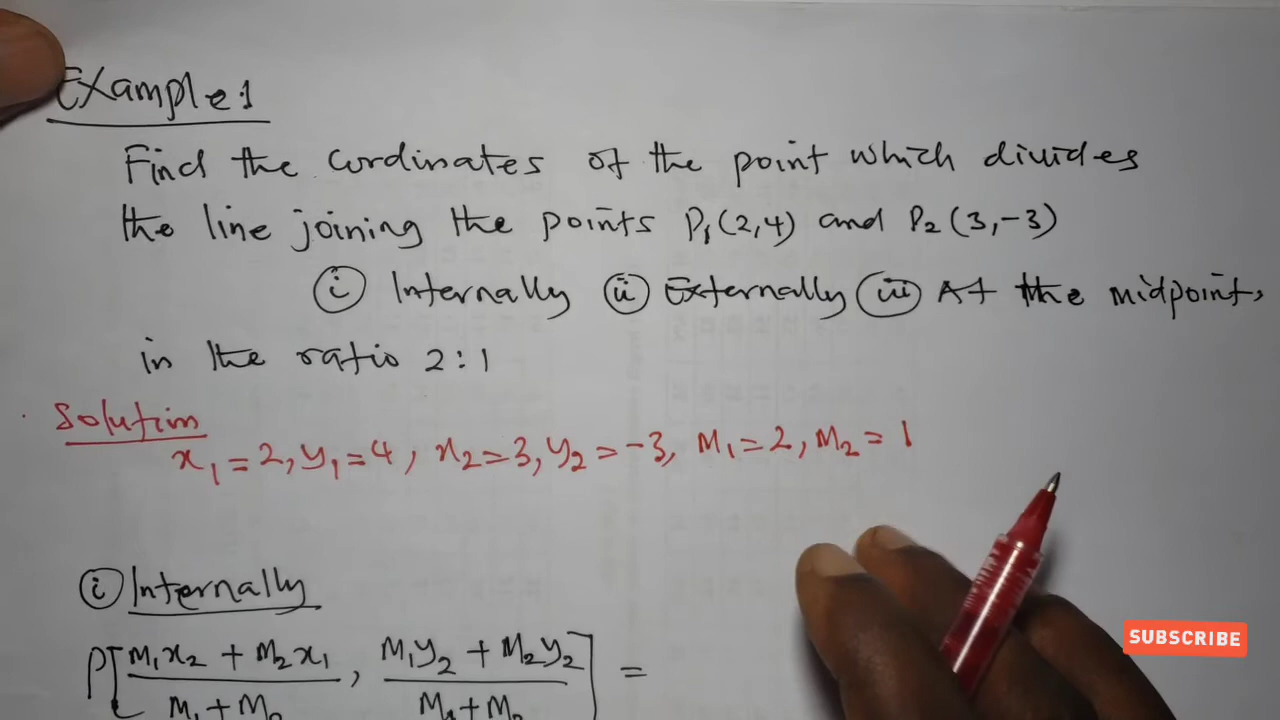 Example 1
Find the cordinates of the point which divides
the line joining the points P₁(2,4) and P₂(3,-3)
(i) Internally (ii) Externally (iii) At the midpoint,
in the ratio 2:1
Solution
x₁=2, y₁=4, x₂=3, y₂=-3, M₁=2, M₂=1
(i) Internally
P[(M₁x₂ + M₂x₁)/(M₁+M₂), (M₁y₂ + M₂y₂)/(M₁+M₂)] =
SUBSCRIBE